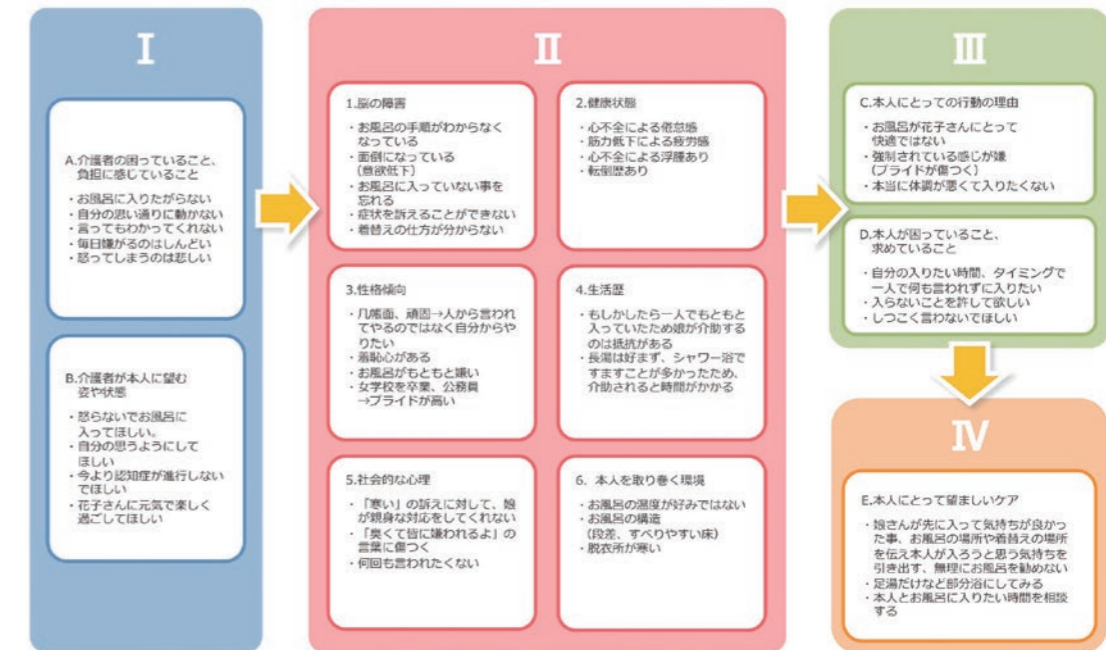 Ⅰ
A.介護者の困っていること、
負担に感じていること
・お風呂に入りたがらない
・自分の思い通りに動かない
・言ってもわかってくれない
・毎日嫌がるのはしんどい
・怒ってしまうのは悲しい
B.介護者が本人に望む
姿や状態
・怒らないでお風呂に
入ってほしい。
・自分の思うようにして
ほしい
・今より認知症が進行しない
でほしい
・花子さんに元気で楽しく
過ごしてほしい
Ⅱ
1.脳の障害
・お風呂の手順がわからなく
なっている
・面倒になっている
(意欲低下)
・お風呂に入っていない事を
忘れる
・症状を訴えることができない
・着替えの仕方が分からない
2.健康状態
・心不全による倦怠感
・筋力低下による疲労感
・心不全による浮腫あり
・転倒歴あり
3.性格傾向
・几帳面、頑固→人から言われ
てやるのではなく自分からや
りたい
・羞恥心がある
・お風呂がもともと嫌い
・女学校を卒業、公務員
→プライドが高い
4.生活歴
・もしかしたら一人でもともと
入っていたため娘が介助する
のは抵抗がある
・長湯は好まず、シャワー浴で
すますことが多かったため、
介助されると時間がかかる
5.社会的な心理
・「寒い」の訴えに対して、娘
が親身な対応をしてくれない
・「臭くて皆に嫌われるよ」の
言葉に傷つく
・何回も言われたくない
6. 本人を取り巻く環境
・お風呂の温度が好みではない
・お風呂の構造
(段差、すべりやすい床)
・脱衣所が寒い
Ⅲ
C.本人にとっての行動の理由
・お風呂が花子さんにとって
快適ではない
・強制されている感じが嫌
(プライドが傷つく)
・本当に体調が悪くて入りたくない
D.本人が困っていること、
求めていること
・自分の入りたい時間、タイミングで
一人で何も言われずに入りたい
・入らないことを許して欲しい
・しつこく言わないでほしい
Ⅳ
E.本人にとって望ましいケア
・娘さんが先に入って気持ちが良かっ
た事、お風呂の場所や着替えの場所
を伝え本人が入ろうと思う気持ちを
引き出す、無理にお風呂を勧めない
・足湯だけなど部分浴にしてみる
・本人とお風呂に入りたい時間を相談
する